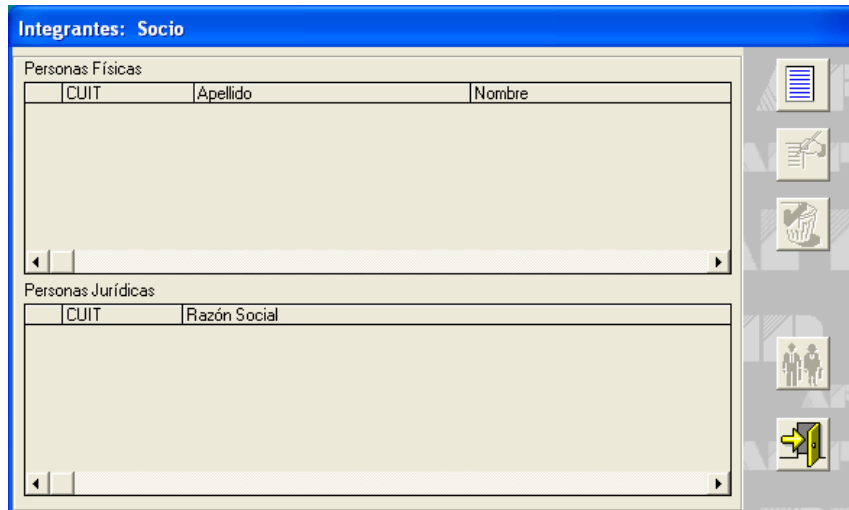 Integrantes: Socio
Personas Físicas
CUIT Apellido Nombre
Personas Jurídicas
CUIT Razón Social